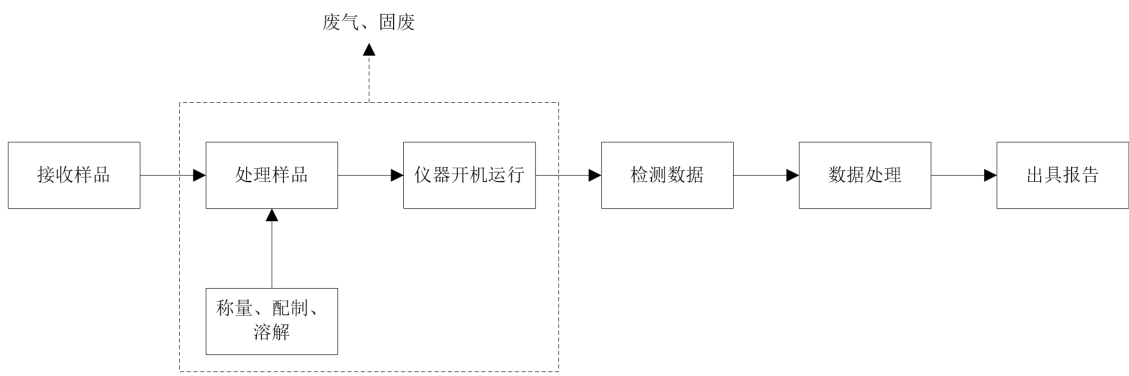 废气、固废
接收样品
处理样品
仪器开机运行
检测数据
数据处理
出具报告
称量、配制、
溶解